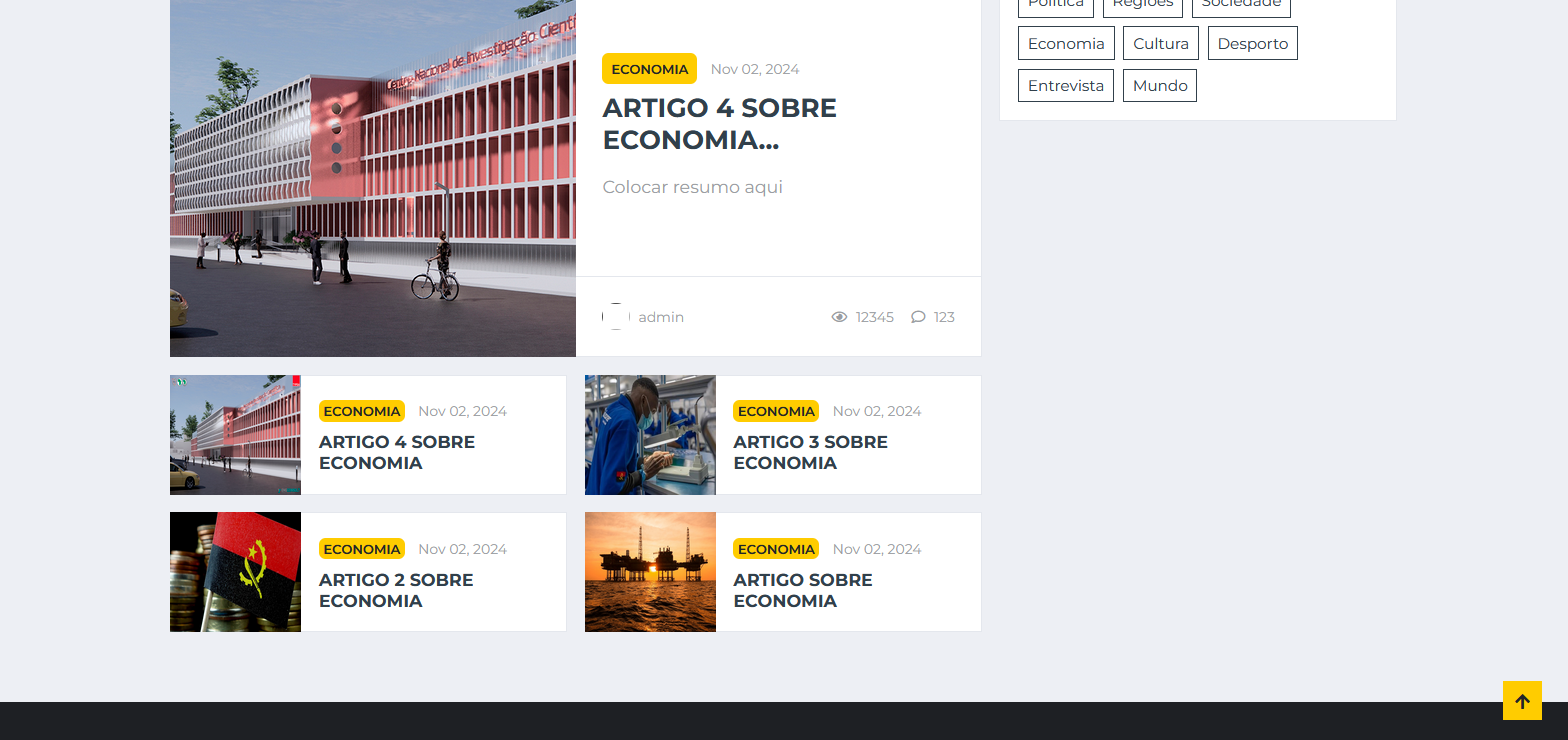 Centro Nacional de Investigação Científ
ECONOMIA Nov 02, 2024
ARTIGO 4 SOBRE
ECONOMIA...
Colocar resumo aqui
admin 12345 123
Política Regiões Sociedade
Economia Cultura Desporto
Entrevista Mundo
ECONOMIA Nov 02, 2024
ARTIGO 4 SOBRE
ECONOMIA
ECONOMIA Nov 02, 2024
ARTIGO 3 SOBRE
ECONOMIA
ECONOMIA Nov 02, 2024
ARTIGO 2 SOBRE
ECONOMIA
ECONOMIA Nov 02, 2024
ARTIGO SOBRE
ECONOMIA